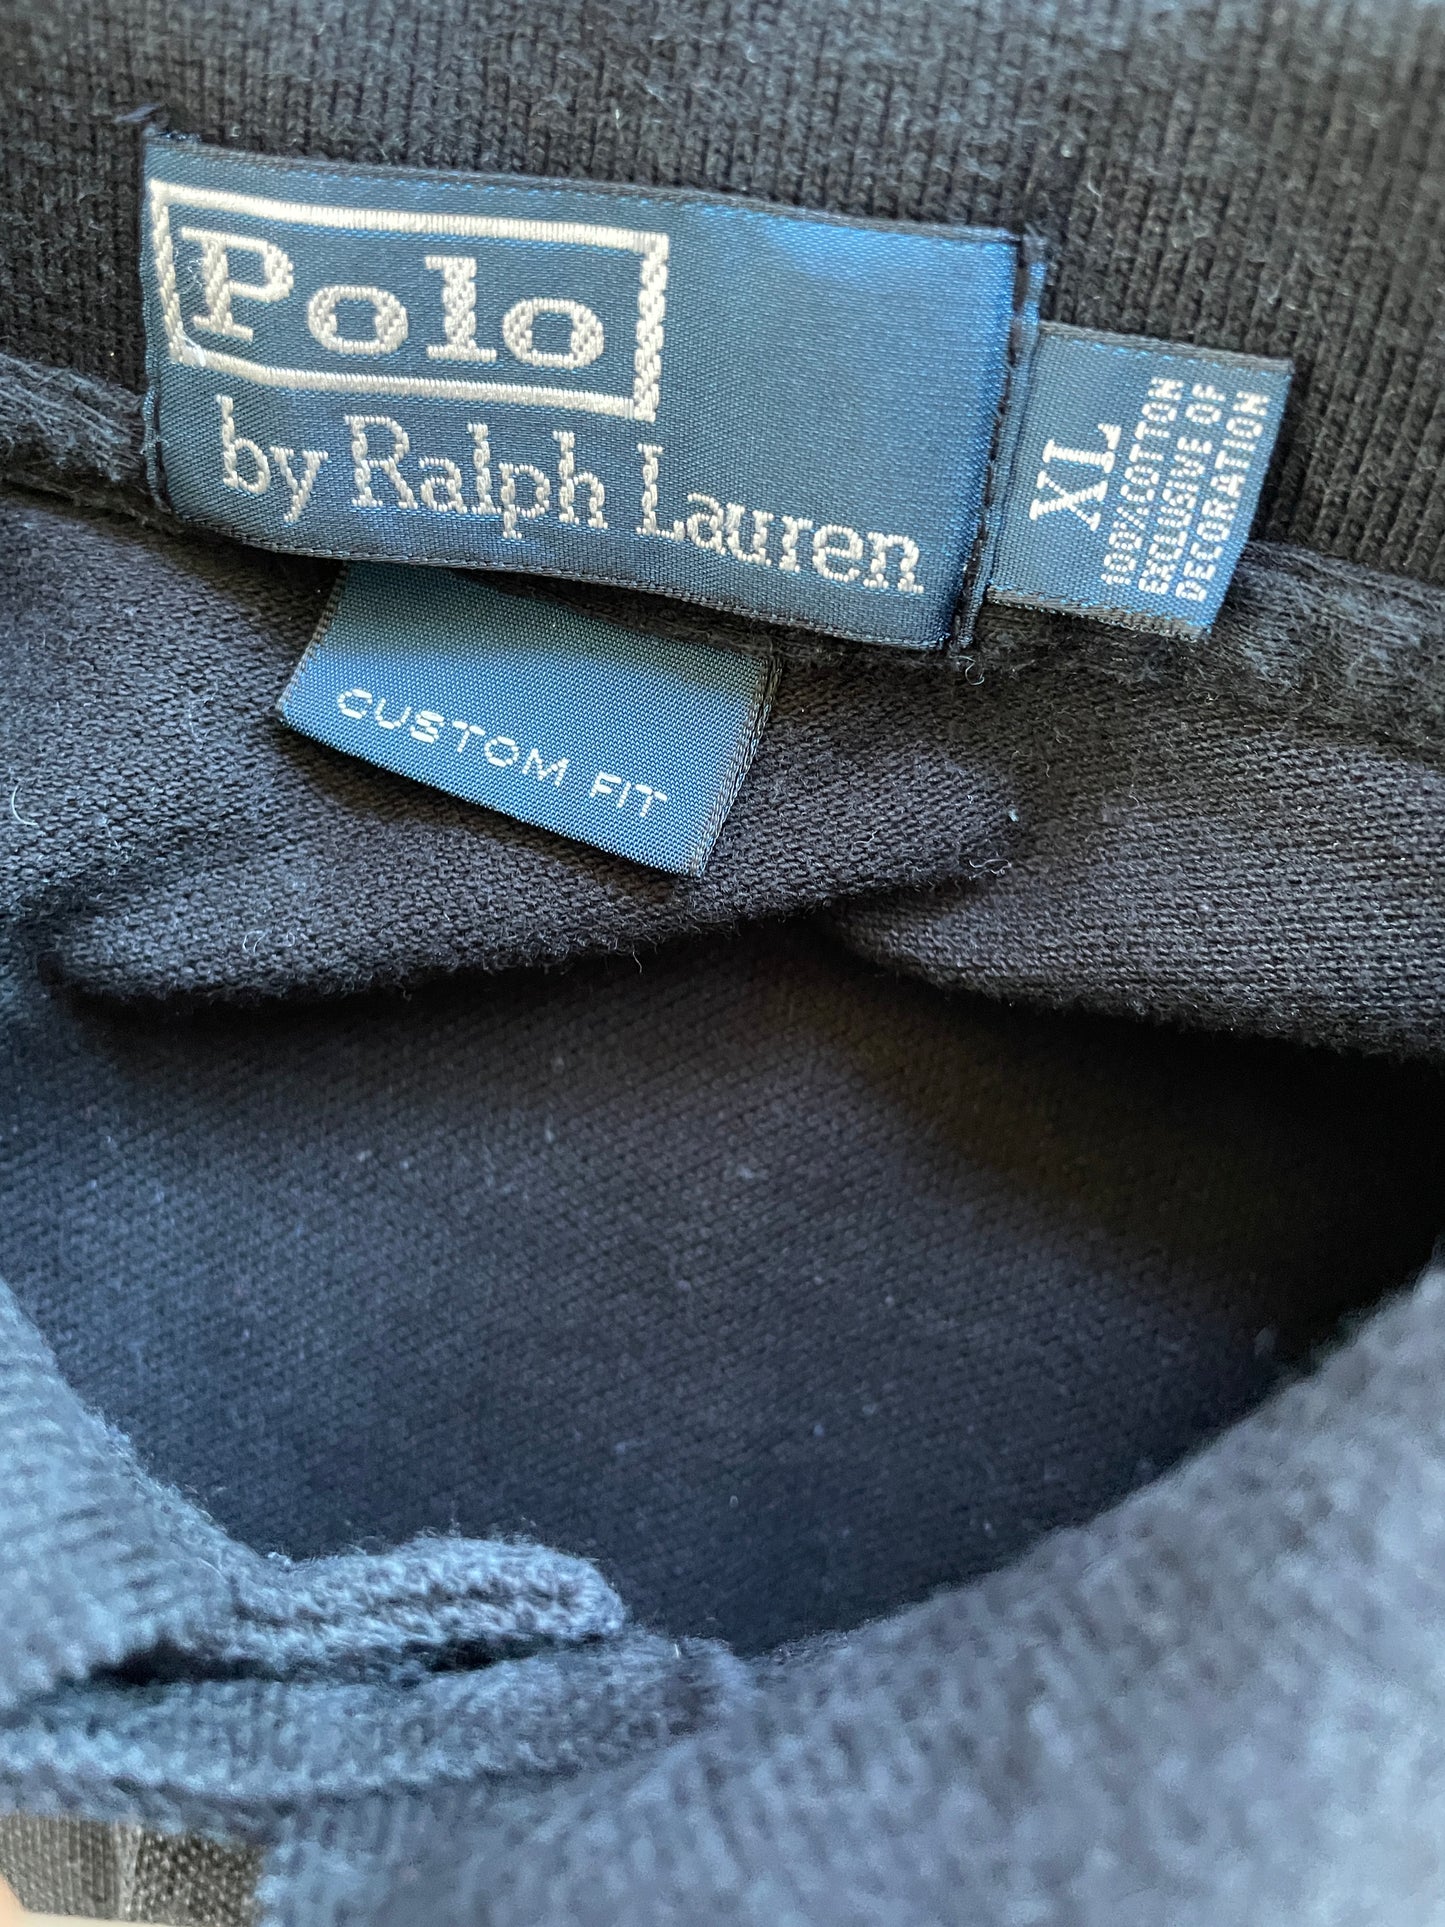 Polo
by Ralph Lauren
XL
100% COTTON
EXCLUSIVE OF
DECORATION
CUSTOM FIT